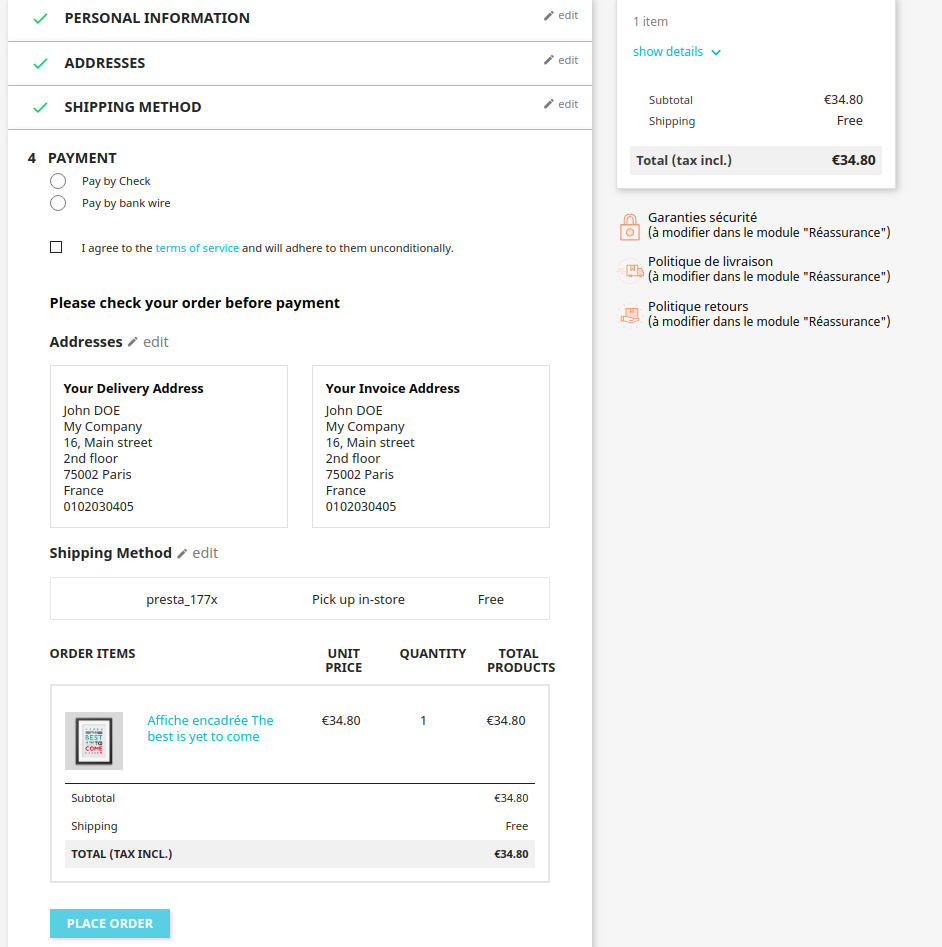 PERSONAL INFORMATION
edit
ADDRESSES
edit
SHIPPING METHOD
edit
4 PAYMENT
Pay by Check
Pay by bank wire
I agree to the terms of service and will adhere to them unconditionally.
Please check your order before payment
Addresses edit
Your Delivery Address
John DOE
My Company
16, Main street
2nd floor
75002 Paris
France
0102030405
Your Invoice Address
John DOE
My Company
16, Main street
2nd floor
75002 Paris
France
0102030405
Shipping Method edit
presta_177x Pick up in-store Free
ORDER ITEMS
UNIT
PRICE
QUANTITY
TOTAL
PRODUCTS
BEST
COME
Affiche encadrée The
best is yet to come
€34.80 1 €34.80
Subtotal €34.80
Shipping Free
TOTAL (TAX INCL.) €34.80
PLACE ORDER
1 item
show details
Subtotal €34.80
Shipping Free
Total (tax incl.) €34.80
Garanties sécurité
(à modifier dans le module "Réassurance")
Politique de livraison
(à modifier dans le module "Réassurance")
Politique retours
(à modifier dans le module "Réassurance")